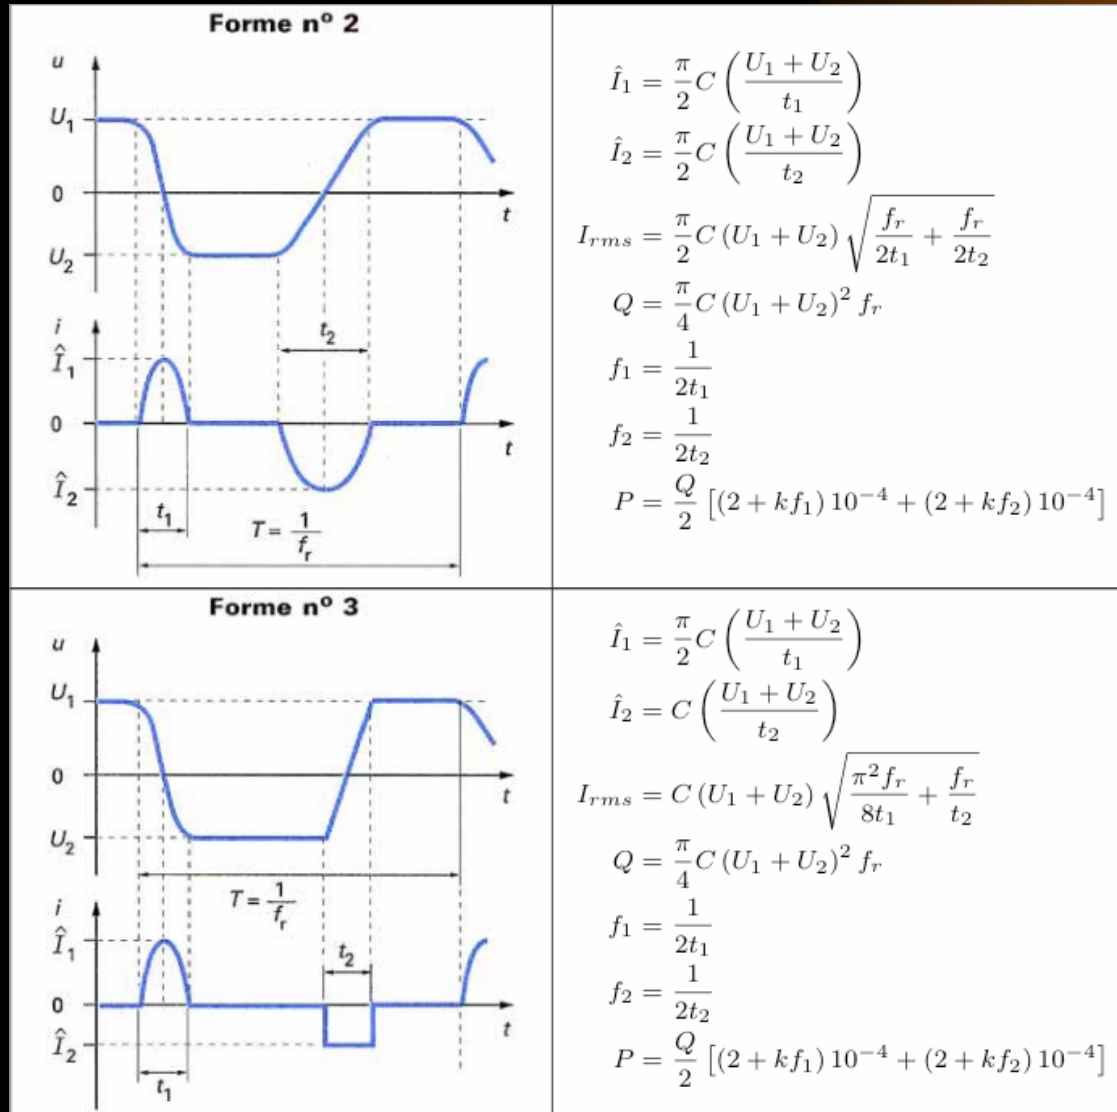 Forme nº 2
u
U₁
0
t
U₂
i
t₂
Î₁
0
t
Î₂
t₁
T = 1/fᵣ
Î₁ = π/2 C ((U₁ + U₂)/t₁)
Î₂ = π/2 C ((U₁ + U₂)/t₂)
Iᵣₘₛ = π/2 C (U₁ + U₂) √(fᵣ/2t₁ + fᵣ/2t₂)
Q = π/4 C (U₁ + U₂)² fᵣ
f₁ = 1/2t₁
f₂ = 1/2t₂
P = Q/2 [(2 + kf₁) 10⁻⁴ + (2 + kf₂) 10⁻⁴]
Forme nº 3
u
U₁
0
t
U₂
T = 1/fᵣ
i
Î₁
t₂
0
t
Î₂
t₁
Î₁ = π/2 C ((U₁ + U₂)/t₁)
Î₂ = C ((U₁ + U₂)/t₂)
Iᵣₘₛ = C (U₁ + U₂) √(π²fᵣ/8t₁ + fᵣ/t₂)
Q = π/4 C (U₁ + U₂)² fᵣ
f₁ = 1/2t₁
f₂ = 1/2t₂
P = Q/2 [(2 + kf₁) 10⁻⁴ + (2 + kf₂) 10⁻⁴]